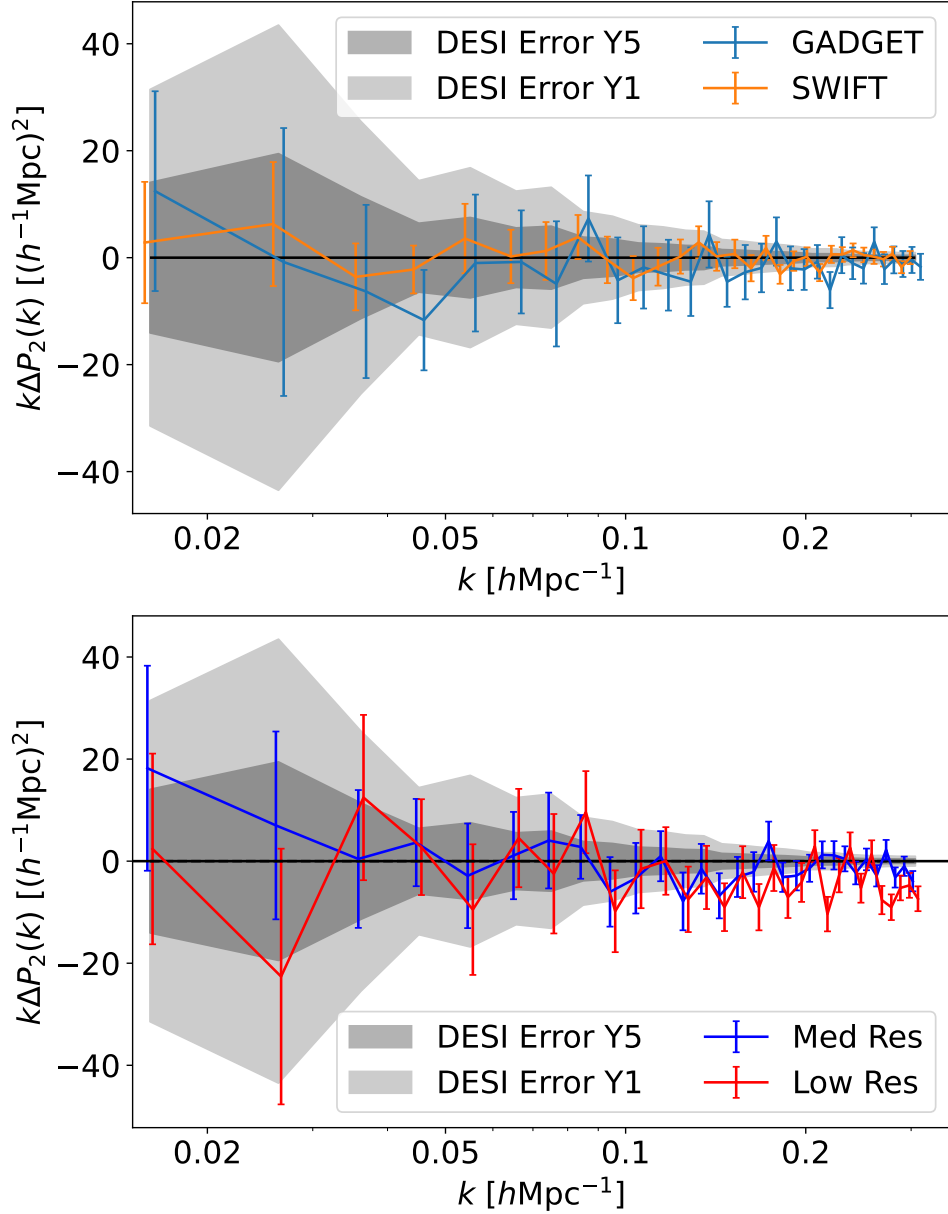 40
20
0
−20
−40
kΔP₂(k) [(h⁻¹Mpc)²]
DESI Error Y5
DESI Error Y1
GADGET
SWIFT
0.02
0.05
0.1
0.2
k [hMpc⁻¹]
40
20
0
−20
−40
kΔP₂(k) [(h⁻¹Mpc)²]
DESI Error Y5
DESI Error Y1
Med Res
Low Res
0.02
0.05
0.1
0.2
k [hMpc⁻¹]